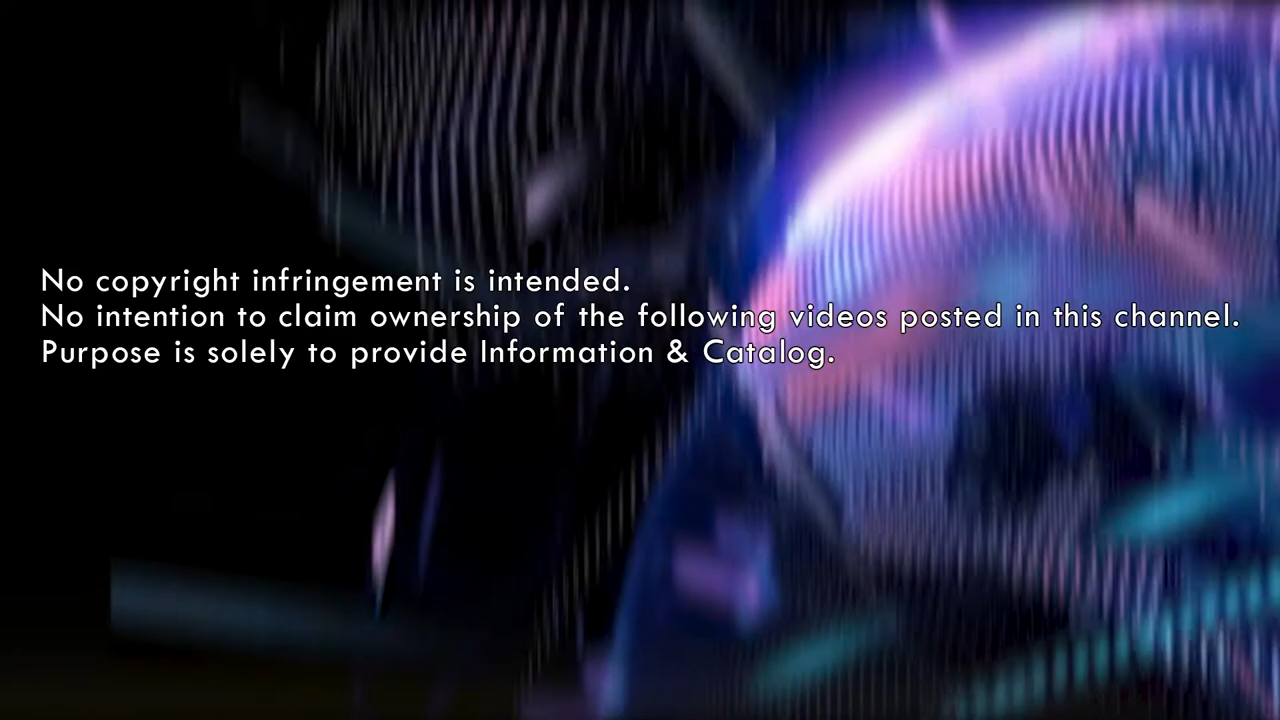 No copyright infringement is intended.
No intention to claim ownership of the following videos posted in this channel.
Purpose is solely to provide Information & Catalog.